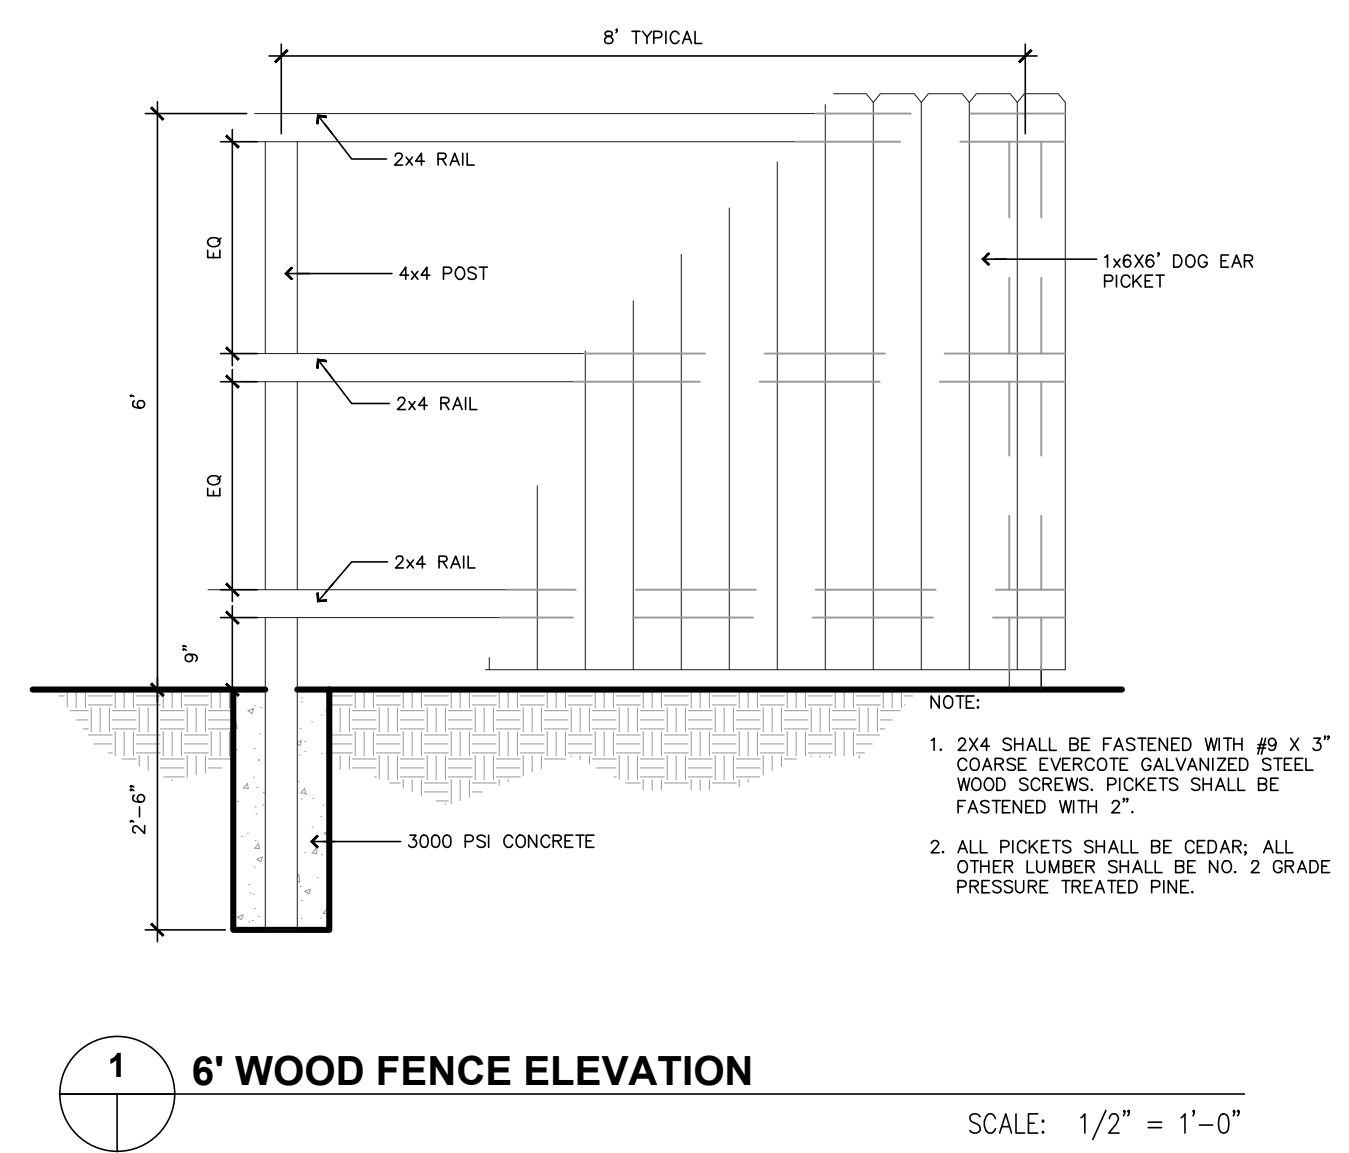 8' TYPICAL
2x4 RAIL
EQ
4x4 POST
1x6X6' DOG EAR
PICKET
6'
2x4 RAIL
EQ
2x4 RAIL
9"
2'-6"
3000 PSI CONCRETE
NOTE:
1. 2X4 SHALL BE FASTENED WITH #9 X 3"
COARSE EVERCOTE GALVANIZED STEEL
WOOD SCREWS. PICKETS SHALL BE
FASTENED WITH 2".
2. ALL PICKETS SHALL BE CEDAR; ALL
OTHER LUMBER SHALL BE NO. 2 GRADE
PRESSURE TREATED PINE.
1
6' WOOD FENCE ELEVATION
SCALE: 1/2" = 1'-0"